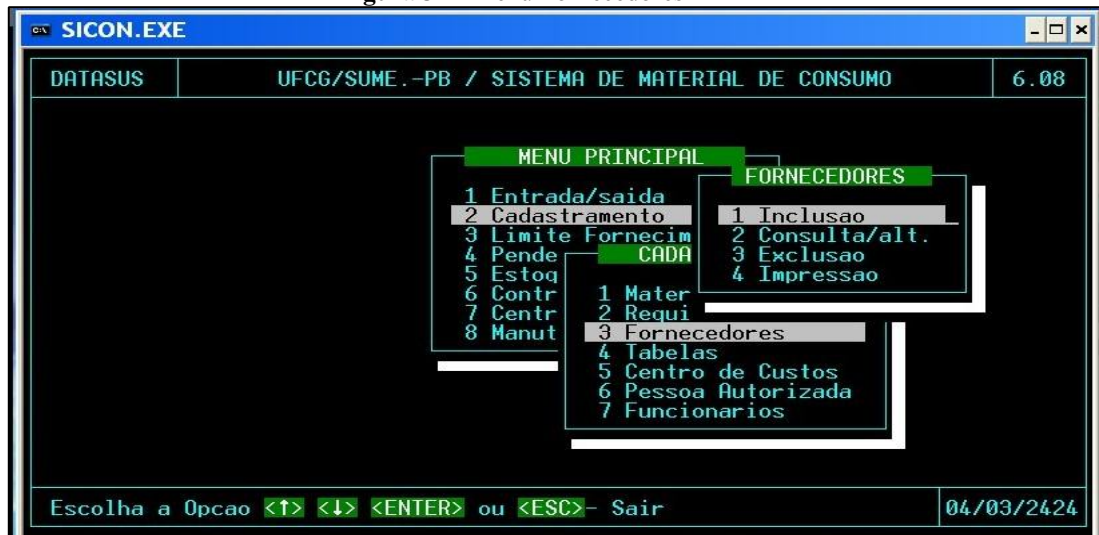 SICON.EXE
DATASUS
UFCG/SUME.-PB / SISTEMA DE MATERIAL DE CONSUMO
6.08
MENU PRINCIPAL
1 Entrada/saida
2 Cadastramento
3 Limite Fornecim
4 Pende
5 Estoq
6 Contr
7 Centr
8 Manut
CADA
1 Mater
2 Requi
3 Fornecedores
4 Tabelas
5 Centro de Custos
6 Pessoa Autorizada
7 Funcionarios
FORNECEDORES
1 Inclusao
2 Consulta/alt.
3 Exclusao
4 Impressao
Escolha a Opcao <↑> <↓> <ENTER> ou <ESC>- Sair
04/03/2424